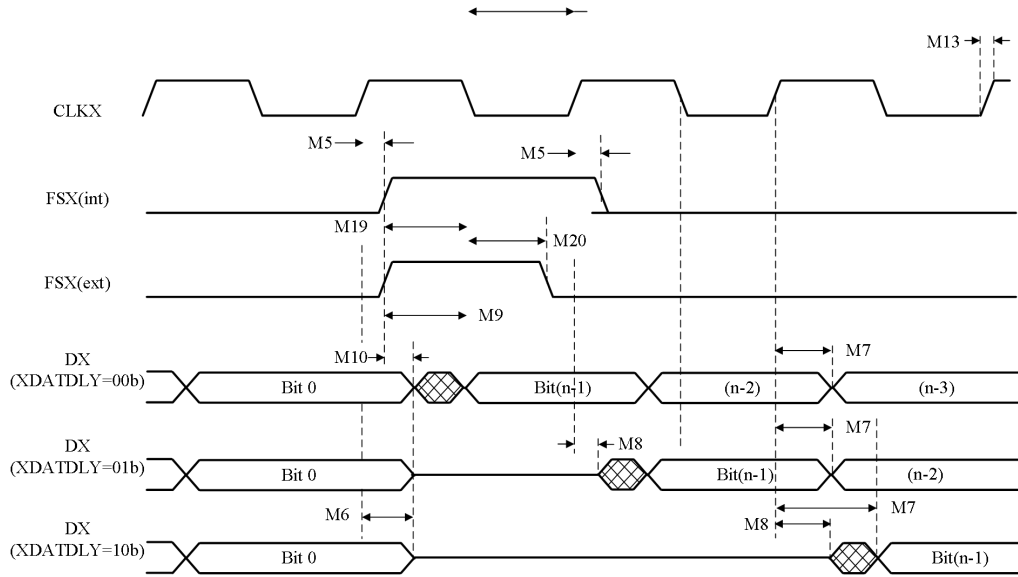 M13
CLKX
M5
M5
FSX(int)
M19
M20
FSX(ext)
M9
DX
(XDATDLY=00b)
M10
M7
Bit 0
Bit(n-1)
(n-2)
(n-3)
DX
(XDATDLY=01b)
M8
M7
Bit 0
Bit(n-1)
(n-2)
DX
(XDATDLY=10b)
M6
M8
M7
Bit 0
Bit(n-1)